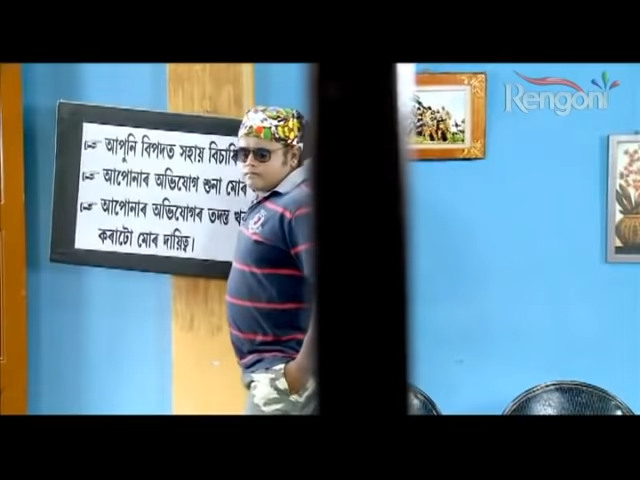 Rengoni
আপুনি বিপদত সহায় বিচাৰি
আপোনাৰ অভিযোগ শুনা মোৰ
আপোনাৰ অভিযোগৰ তদন্ত
কৰাটো মোৰ দায়িত্ব।